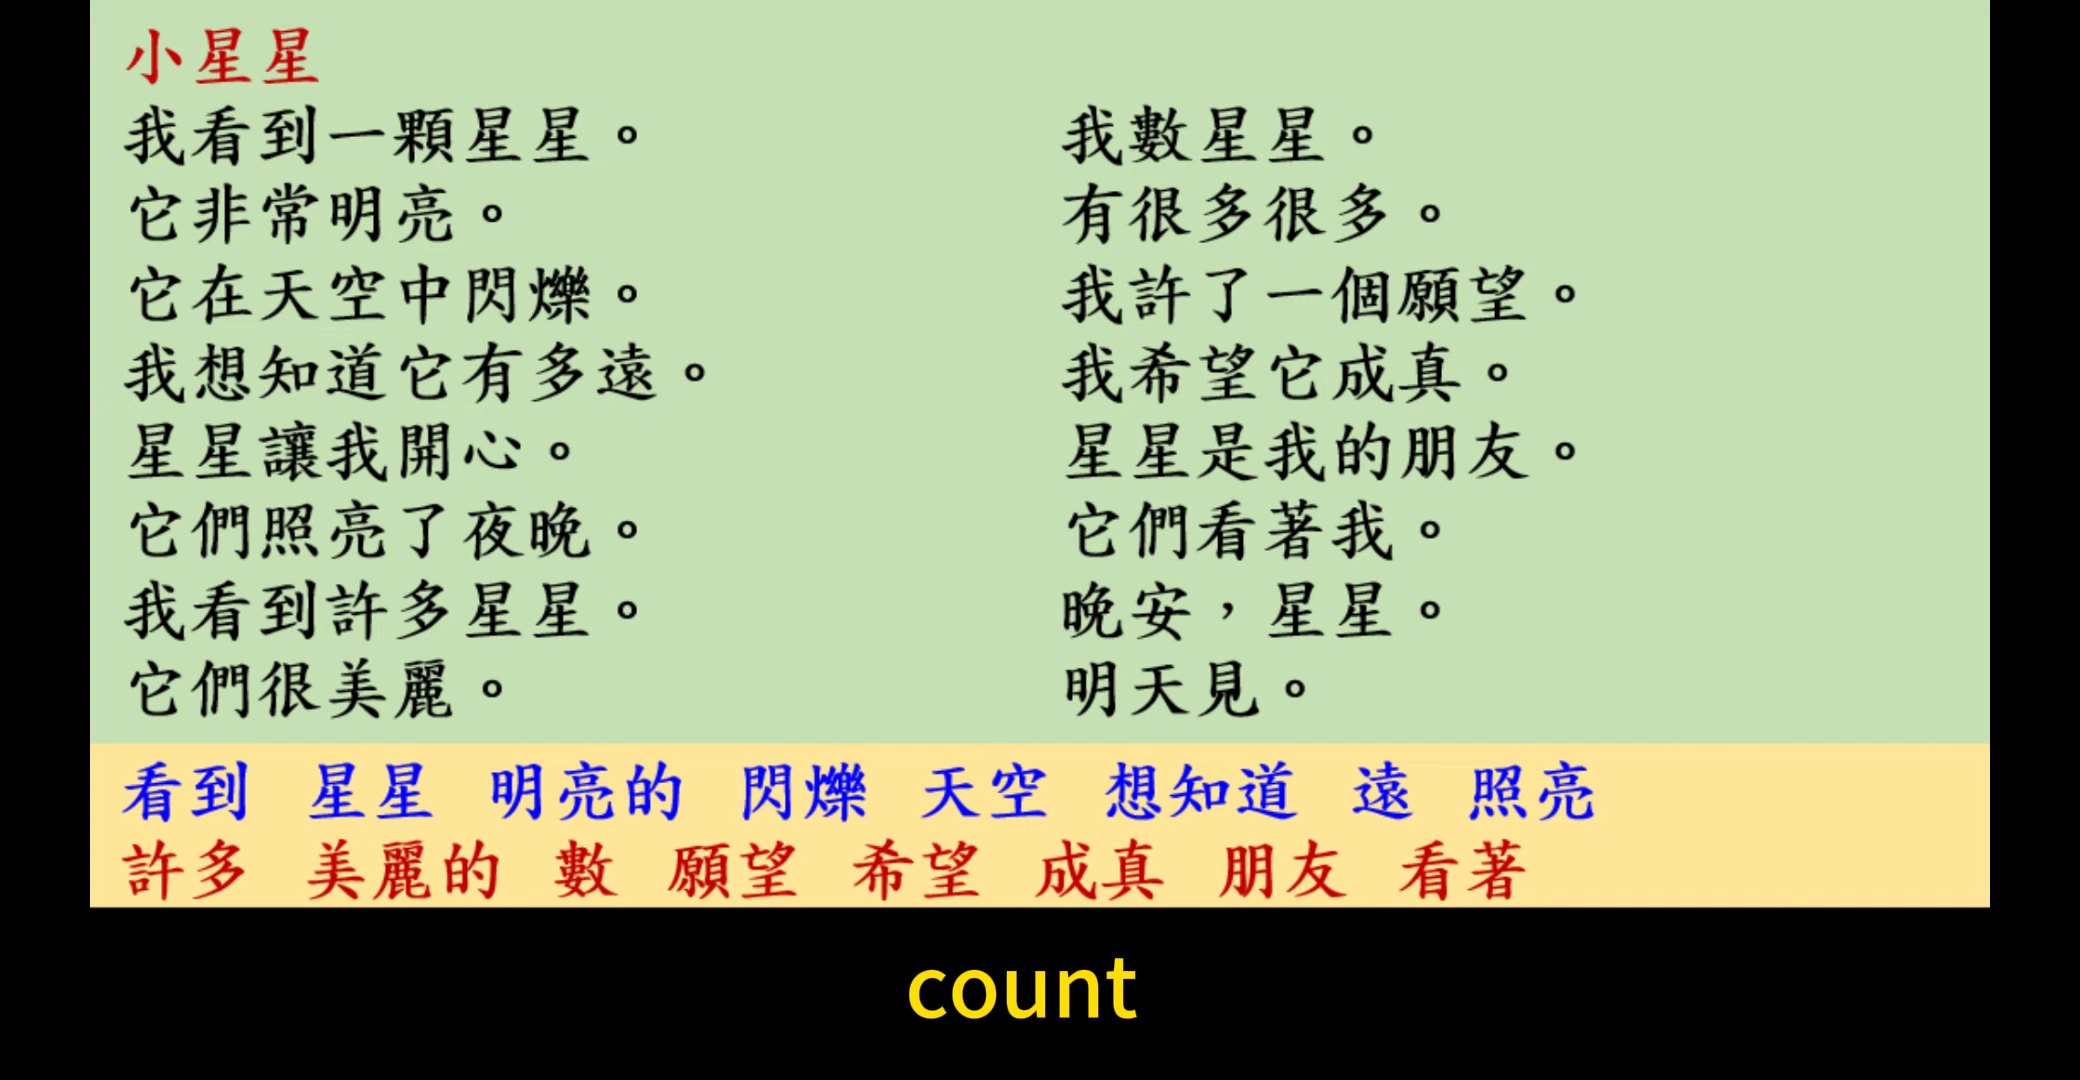 小星星
我看到一顆星星。
它非常明亮。
它在天空中閃爍。
我想知道它有多遠。
星星讓我開心。
它們照亮了夜晚。
我看到許多星星。
它們很美麗。
我數星星。
有很多很多。
我許了一個願望。
我希望它成真。
星星是我的朋友。
它們看著我。
晚安，星星。
明天見。
看到 星星 明亮的 閃爍 天空 想知道 遠 照亮
許多 美麗的 數 願望 希望 成真 朋友 看著
count